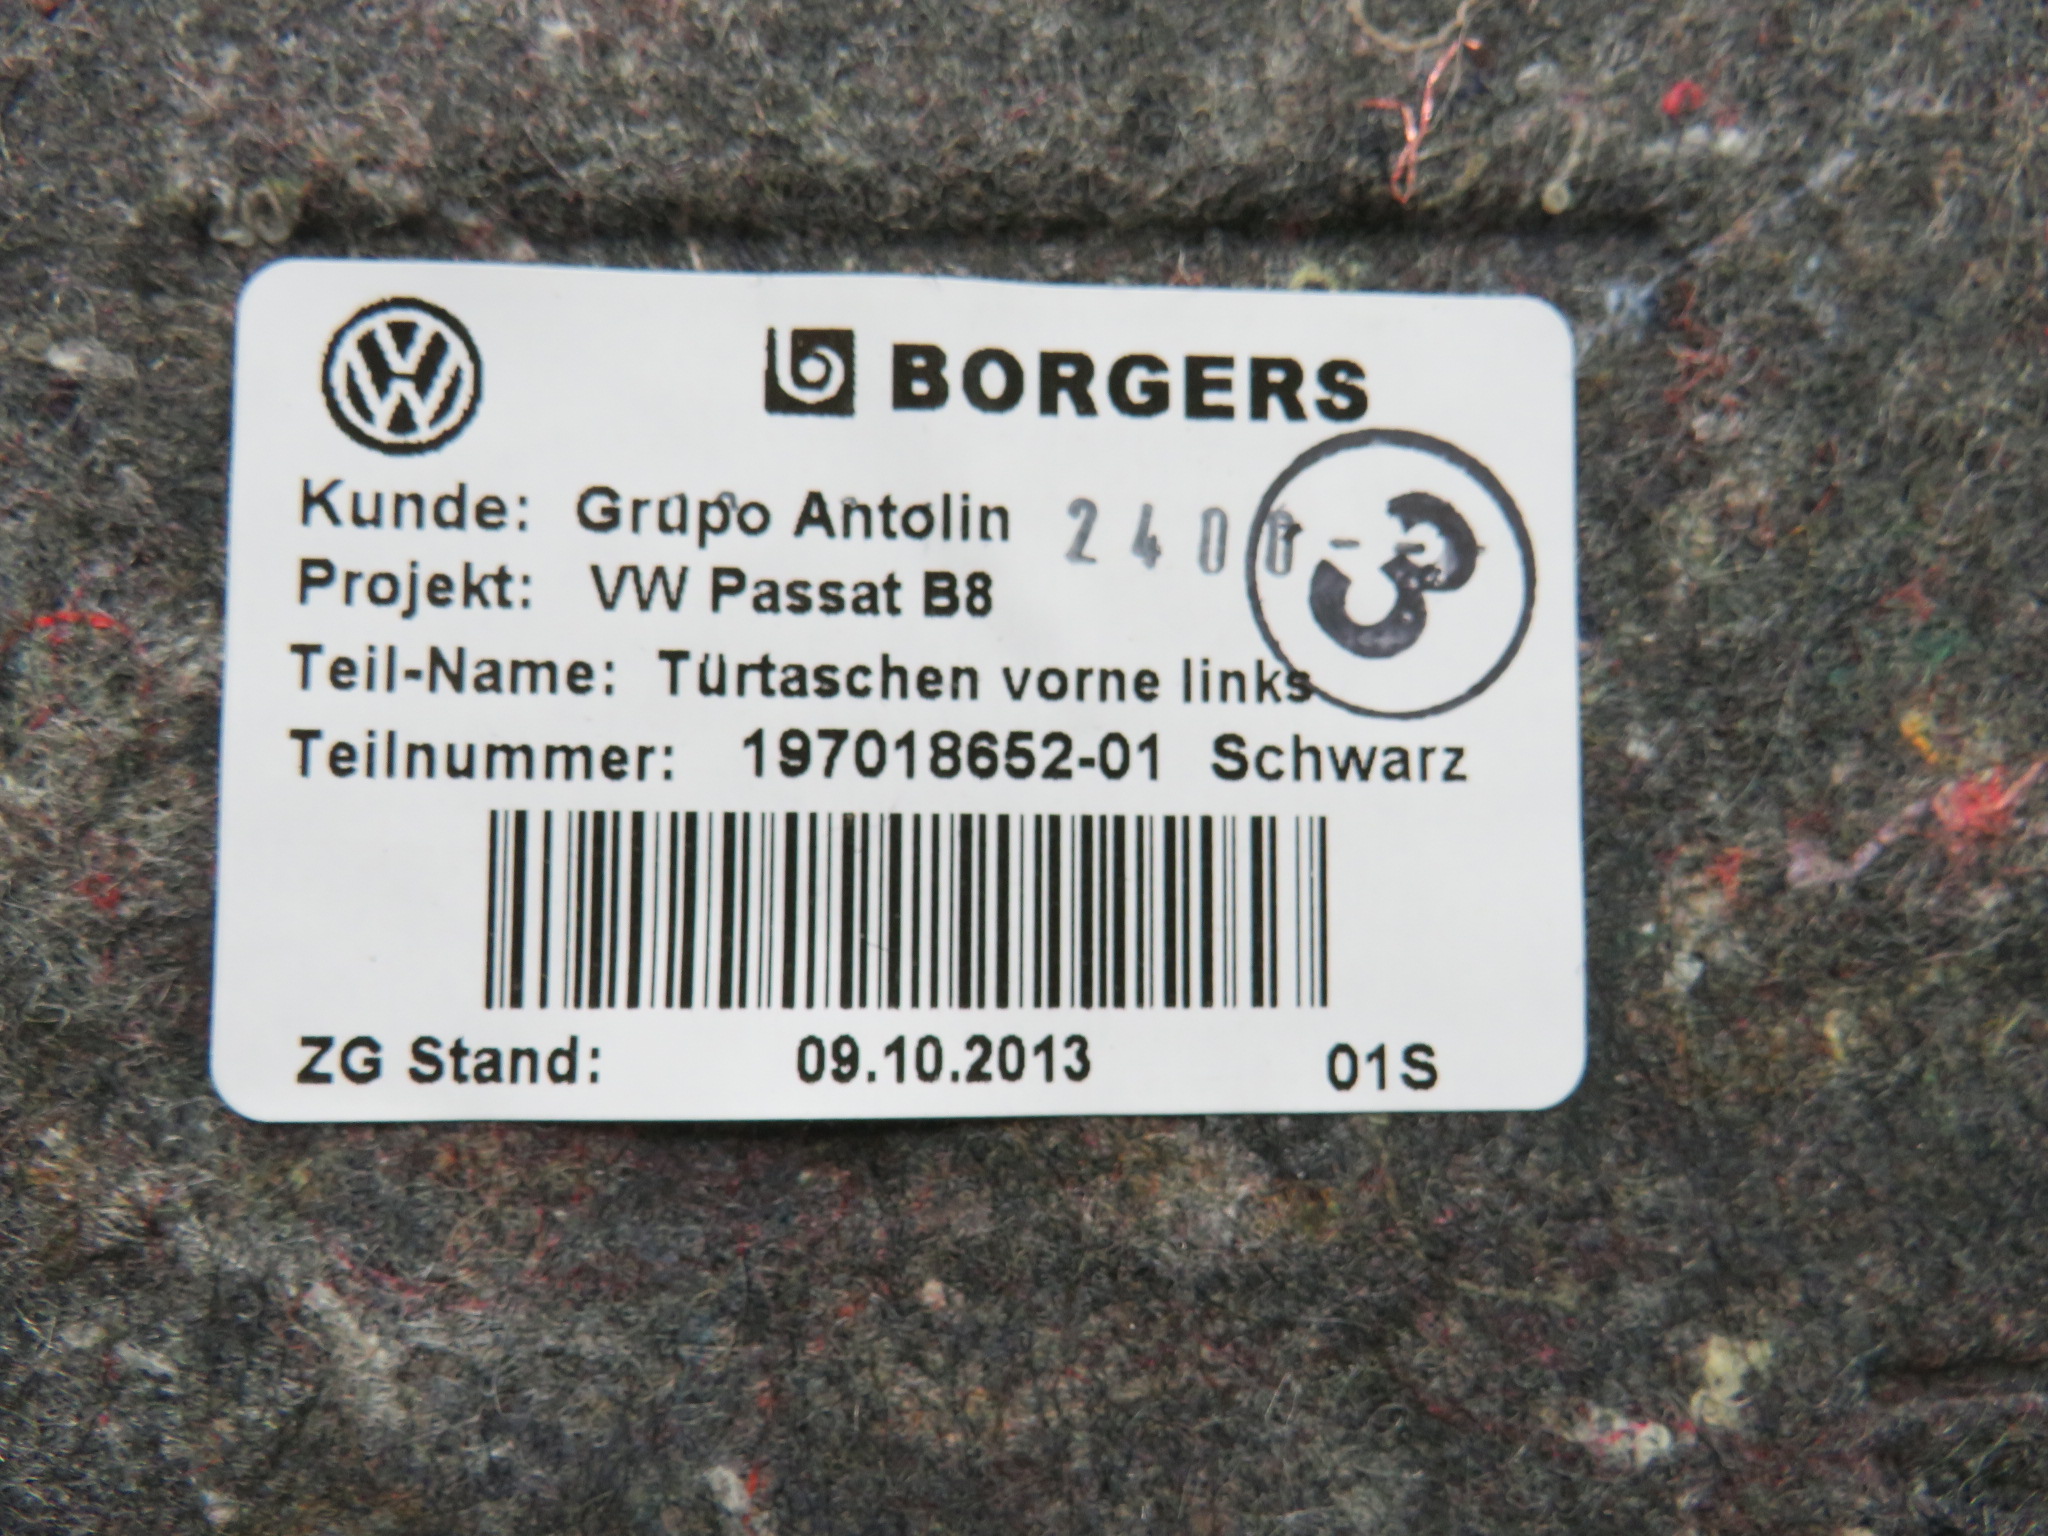 BORGERS
Kunde: Grupo Antolin
Projekt: VW Passat B8
Teil-Name: Türtaschen vorne links
Teilnummer: 197018652-01 Schwarz
ZG Stand: 09.10.2013 01S